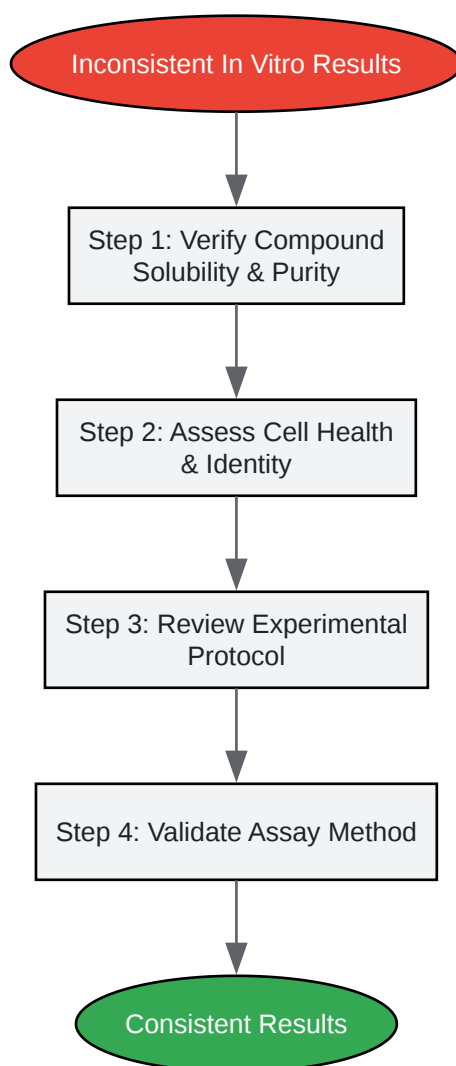 Inconsistent In Vitro Results
Step 1: Verify Compound
Solubility & Purity
Step 2: Assess Cell Health
& Identity
Step 3: Review Experimental
Protocol
Step 4: Validate Assay Method
Consistent Results